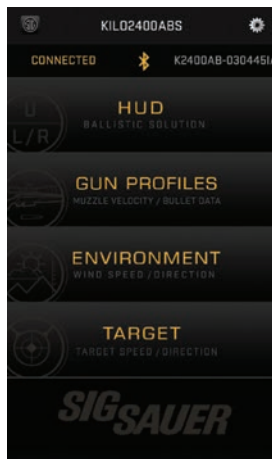 KILO2400ABS
CONNECTED K2400AB-030445IA
U
L/R
HUD
BALLISTIC SOLUTION
GUN PROFILES
MUZZLE VELOCITY / BULLET DATA
ENVIRONMENT
WIND SPEED / DIRECTION
TARGET
TARGET SPEED / DIRECTION
SIG SAUER